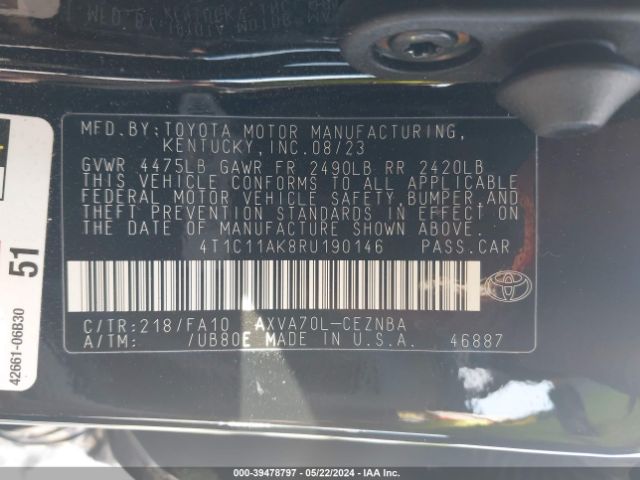 MFD.BY:TOYOTA MOTOR MANUFACTURING,
KENTUCKY,INC.08/23
GVWR 4475LB GAWR FR 2490LB RR 2420LB
THIS VEHICLE CONFORMS TO ALL APPLICABLE
FEDERAL MOTOR VEHICLE SAFETY,BUMPER,AND
THEFT PREVENTION STANDARDS IN EFFECT ON
THE DATE OF MANUFACTURE SHOWN ABOVE.
4T1C11AK8RU190146 PASS.CAR
C/TR:218/FA10 AXVA70L-CEZNBA
A/TM: /UB80E MADE IN U.S.A. 46887
51
42661-06B30
000-39478797 - 05/22/2024 - IAA Inc.